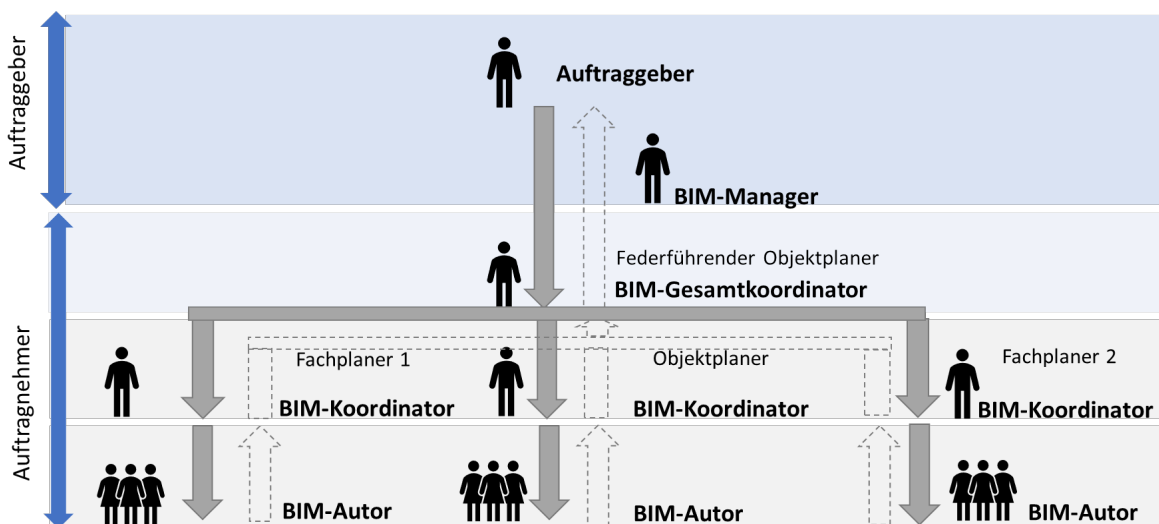 Auftraggeber
Auftraggeber
BIM-Manager
Auftragnehmer
Federführender Objektplaner
BIM-Gesamtkoordinator
Fachplaner 1
Objektplaner
Fachplaner 2
BIM-Koordinator
BIM-Koordinator
BIM-Koordinator
BIM-Autor
BIM-Autor
BIM-Autor